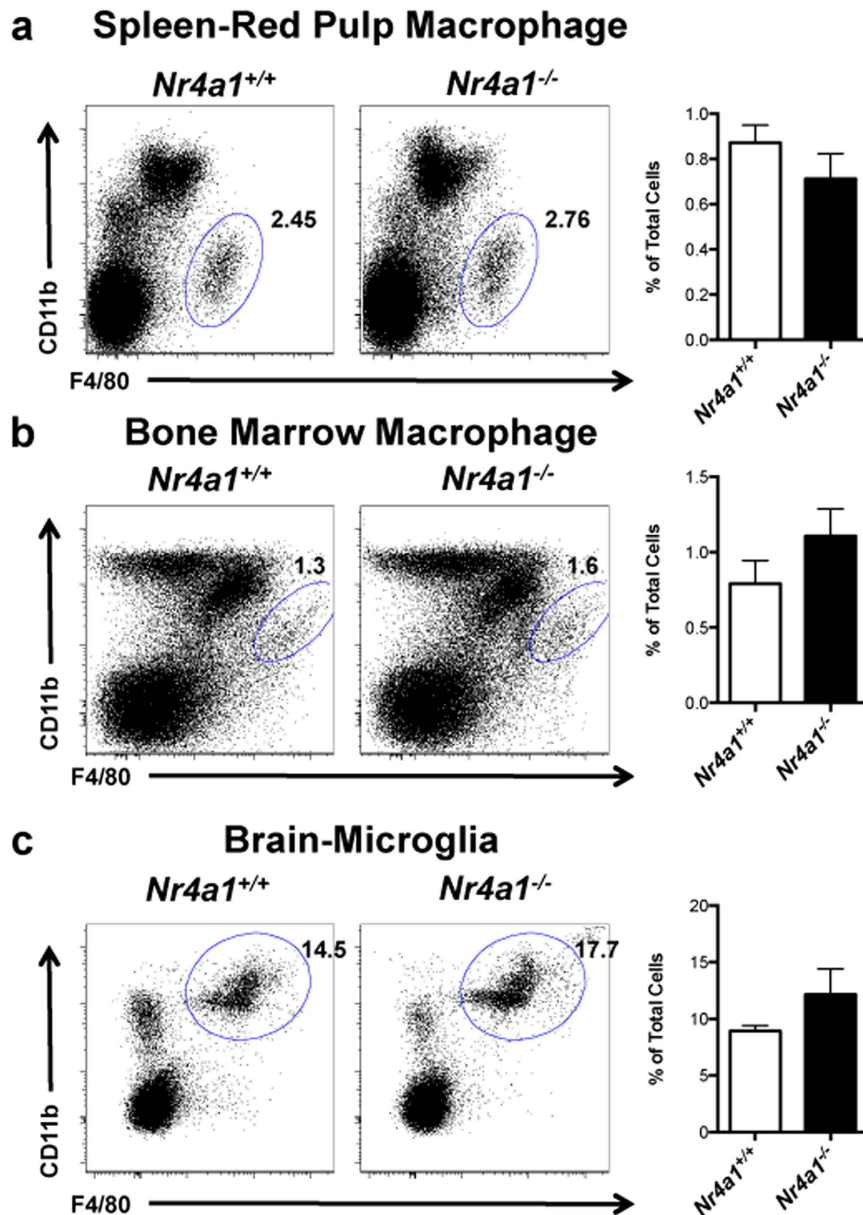 a Spleen-Red Pulp Macrophage
Nr4a1+/+ Nr4a1-/-
2.45 2.76
CD11b
F4/80
% of Total Cells
1.0
0.8
0.6
0.4
0.2
0.0
Nr4a1+/+ Nr4a1-/-
b Bone Marrow Macrophage
Nr4a1+/+ Nr4a1-/-
1.3 1.6
CD11b
F4/80
% of Total Cells
1.5
1.0
0.5
0.0
Nr4a1+/+ Nr4a1-/-
c Brain-Microglia
Nr4a1+/+ Nr4a1-/-
14.5 17.7
CD11b
F4/80
% of Total Cells
20
15
10
5
0
Nr4a1+/+ Nr4a1-/-